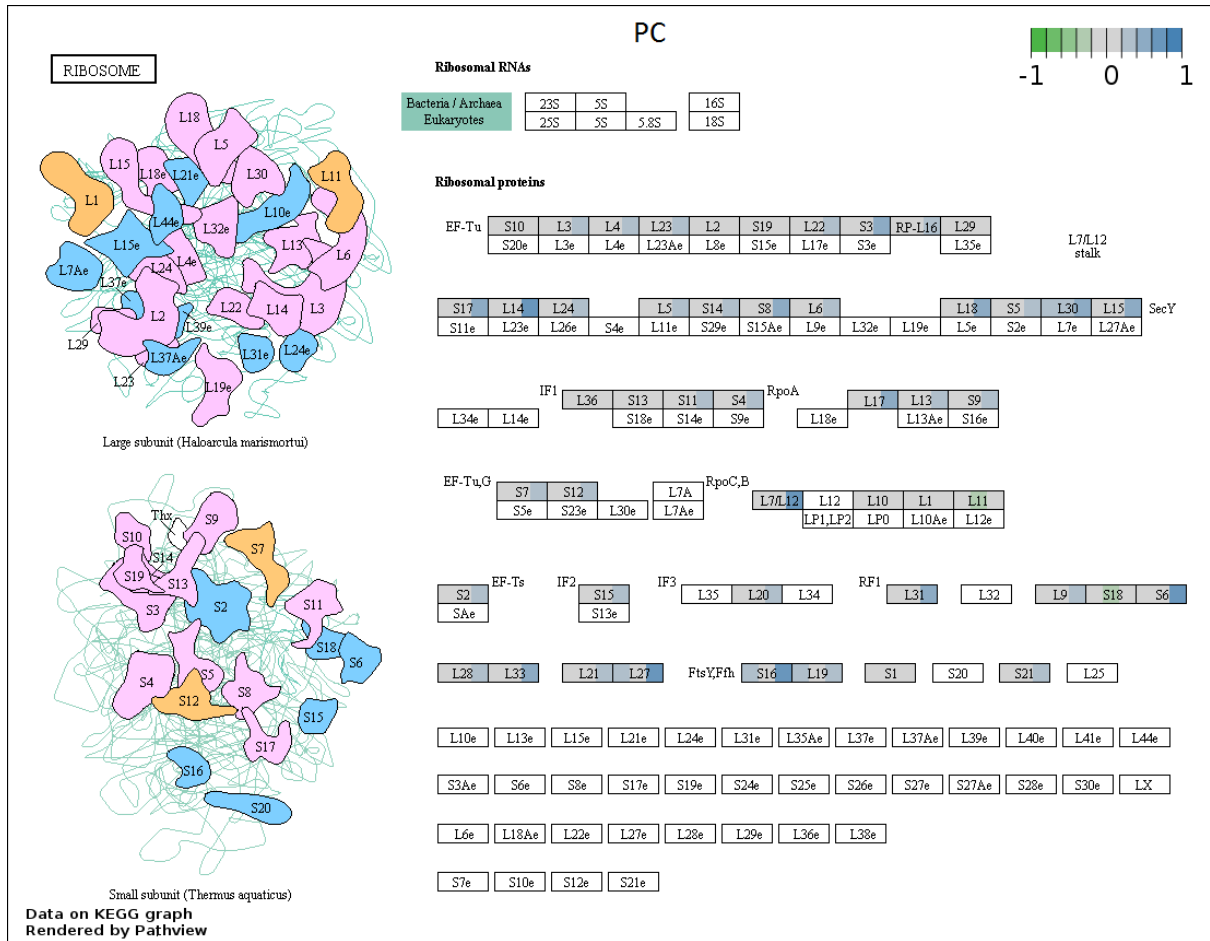 PC
-1 0 1
RIBOSOME
Ribosomal RNAs
Bacteria / Archaea 23S 5S 16S
Eukaryotes 25S 5S 5.8S 18S
Ribosomal proteins
EF-Tu S10 L3 L4 L23 L2 S19 L22 S3 RP-L16 L29
S20e L3e L4e L23Ae L8e S15e L17e S3e L35e
L7/L12
stalk
S17 L14 L24 L5 S14 S8 L6 L18 S5 L30 L15 SecY
S11e L23e L26e S4e L11e S29e S15Ae L9e L32e L19e L5e S2e L7e L27Ae
IF1 L36 S13 S11 S4 RpoA L17 L13 S9
L34e L14e S18e S14e S9e L18e L13Ae S16e
EF-Tu,G S7 S12 L7A RpoC,B L7/L12 L12 L10 L1 L11
S5e S23e L30e L7Ae LP1,LP2 LP0 L10Ae L12e
S2 EF-Ts IF2 S15 IF3 L35 L20 L34 RF1 L31 L32 L9 S18 S6
SAe S13e
L28 L33 L21 L27 FtsY,Ffh S16 L19 S1 S20 S21 L25
L10e L13e L15e L21e L24e L31e L35Ae L37e L37Ae L39e L40e L41e L44e
S3Ae S6e S8e S17e S19e S24e S25e S26e S27e S27Ae S28e S30e LX
L6e L18Ae L22e L27e L28e L29e L36e L38e
S7e S10e S12e S21e
L18
L5
L15
L18e
L21e
L30
L11
L1
L44e
L10e
L32e
L15e
L13
L6
L7Ae
L24
L4e
L37e
L22
L14
L3
L2
L39e
L29
L37Ae
L31e
L24e
L23
L19e
Large subunit (Haloarcula marismortui)
Thx
S9
S10
S14
S7
S19
S13
S3
S2
S11
S18
S6
S4
S5
S8
S12
S15
S17
S16
S20
Small subunit (Thermus aquaticus)
Data on KEGG graph
Rendered by Pathview